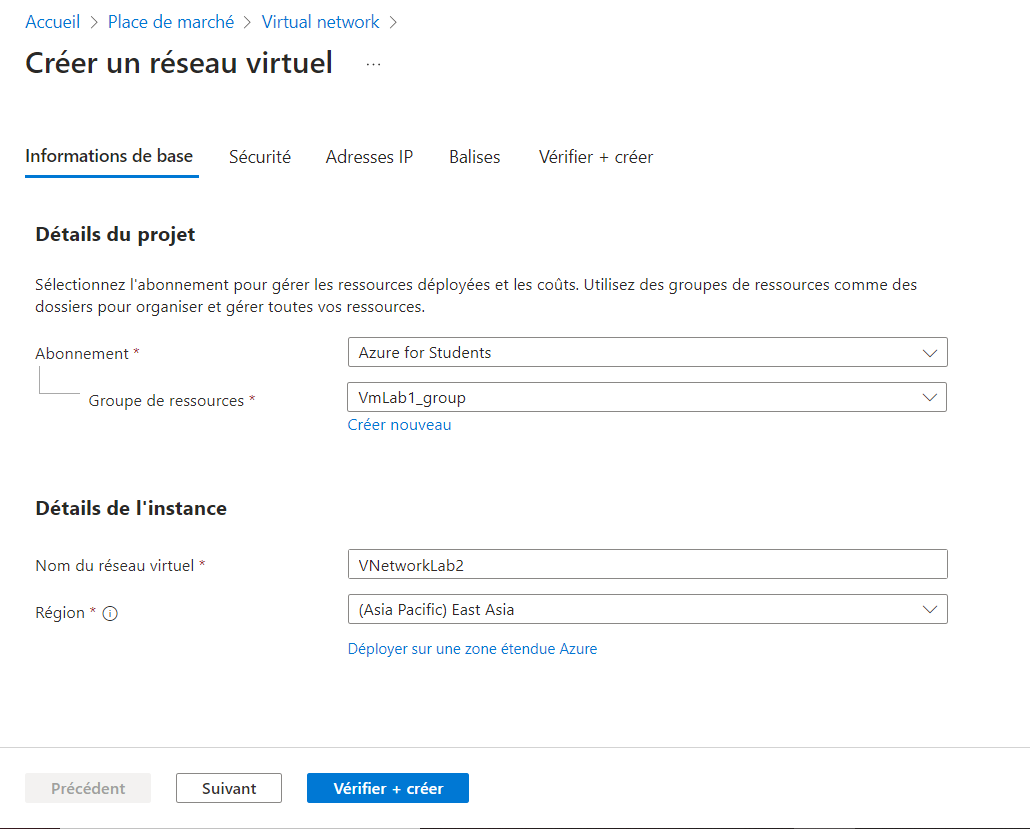 Accueil > Place de marché > Virtual network >
Créer un réseau virtuel ...
Informations de base Sécurité Adresses IP Balises Vérifier + créer
Détails du projet
Sélectionnez l'abonnement pour gérer les ressources déployées et les coûts. Utilisez des groupes de ressources comme des
dossiers pour organiser et gérer toutes vos ressources.
Abonnement * Azure for Students
Groupe de ressources * VmLab1_group
Créer nouveau
Détails de l'instance
Nom du réseau virtuel * VNetworkLab2
Région * (Asia Pacific) East Asia
Déployer sur une zone étendue Azure
Précédent Suivant Vérifier + créer